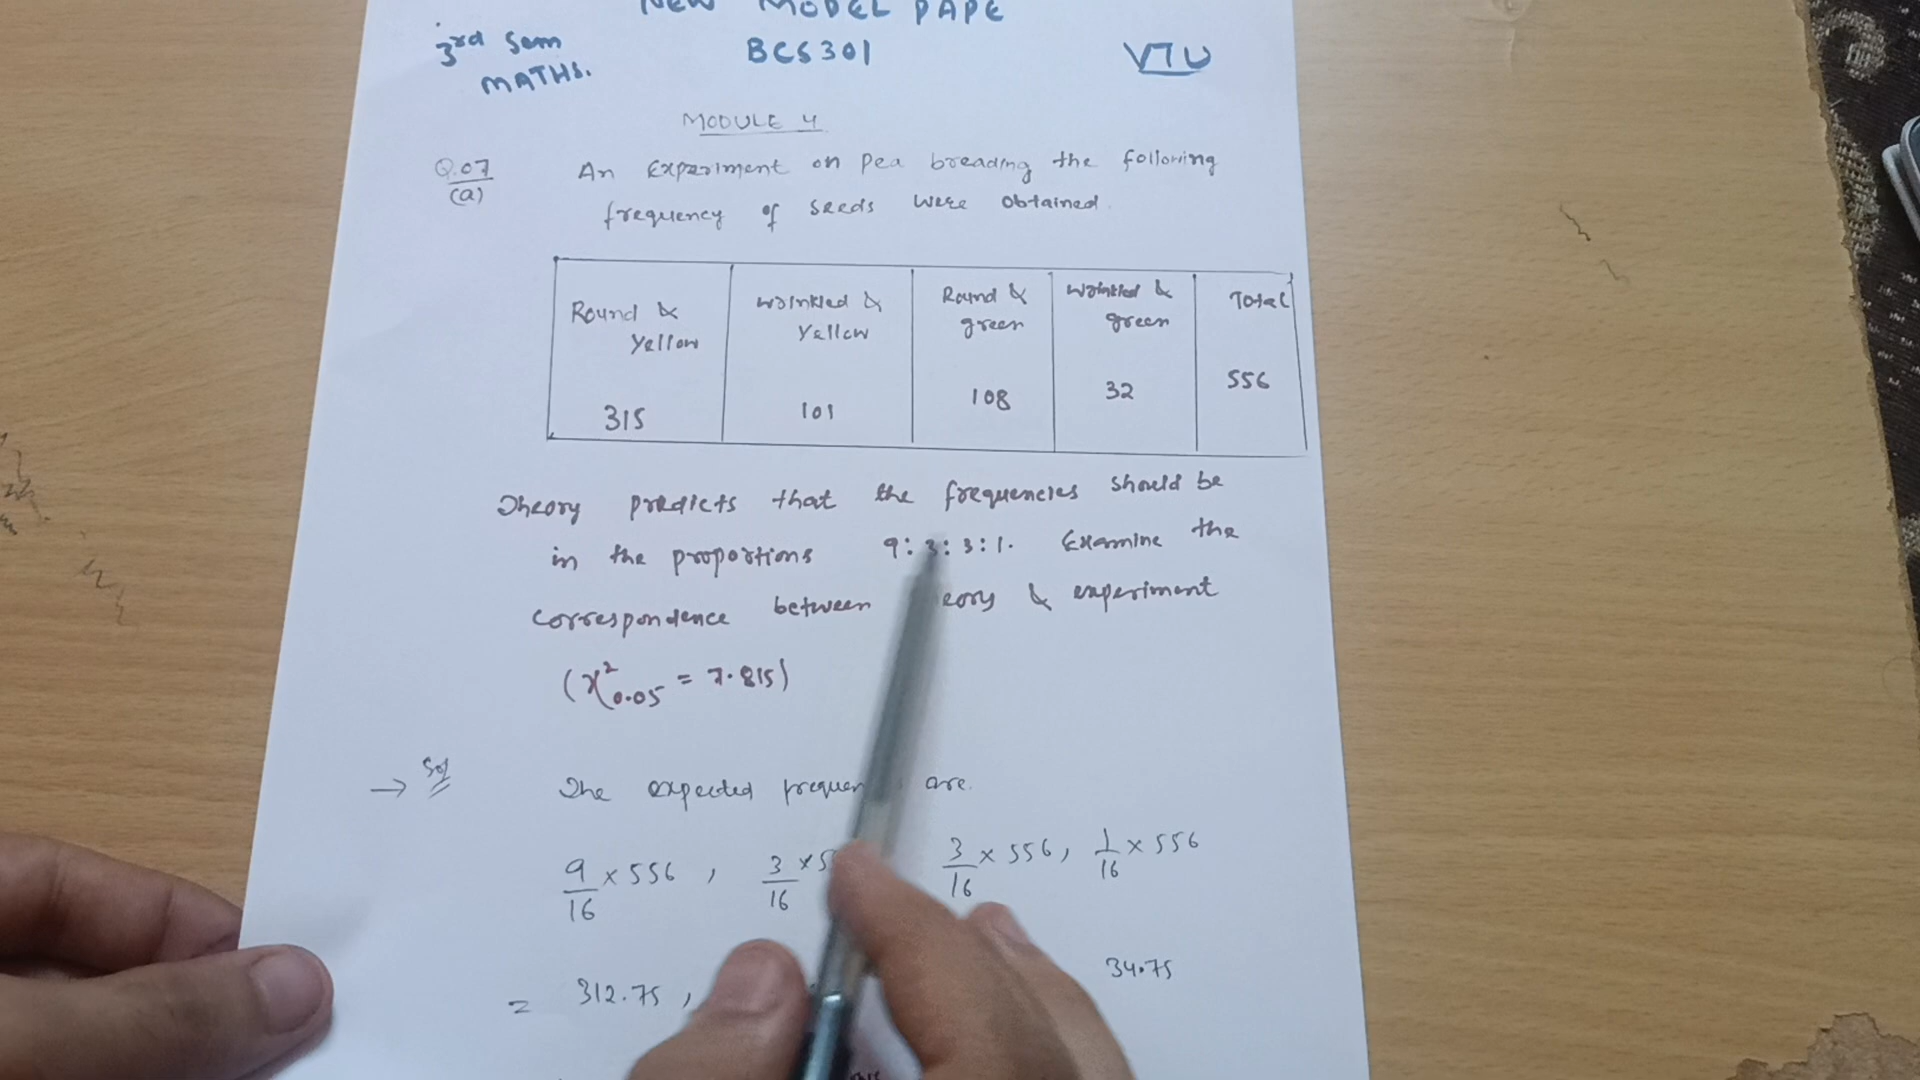 NEW MODEL PAPE
3rd Sem
MATHS.
BCS301
VTU
MODULE 4
Q.07
(a)
An Experiment on pea breading the following
frequency of seeds were obtained.
Round & Yellow
wrinkled & Yellow
Round & green
wrinkled & green
Total
315
101
108
32
556
Theory predicts that the frequencies should be
in the proportions 9:3:3:1. Examine the
correspondence between & experiment
(χ²0.05 = 7.815)
→ Sol
The expected are.
9/16 × 556, 3/16 × 3/16 × 556, 1/16 × 556
= 312.75, 34.75